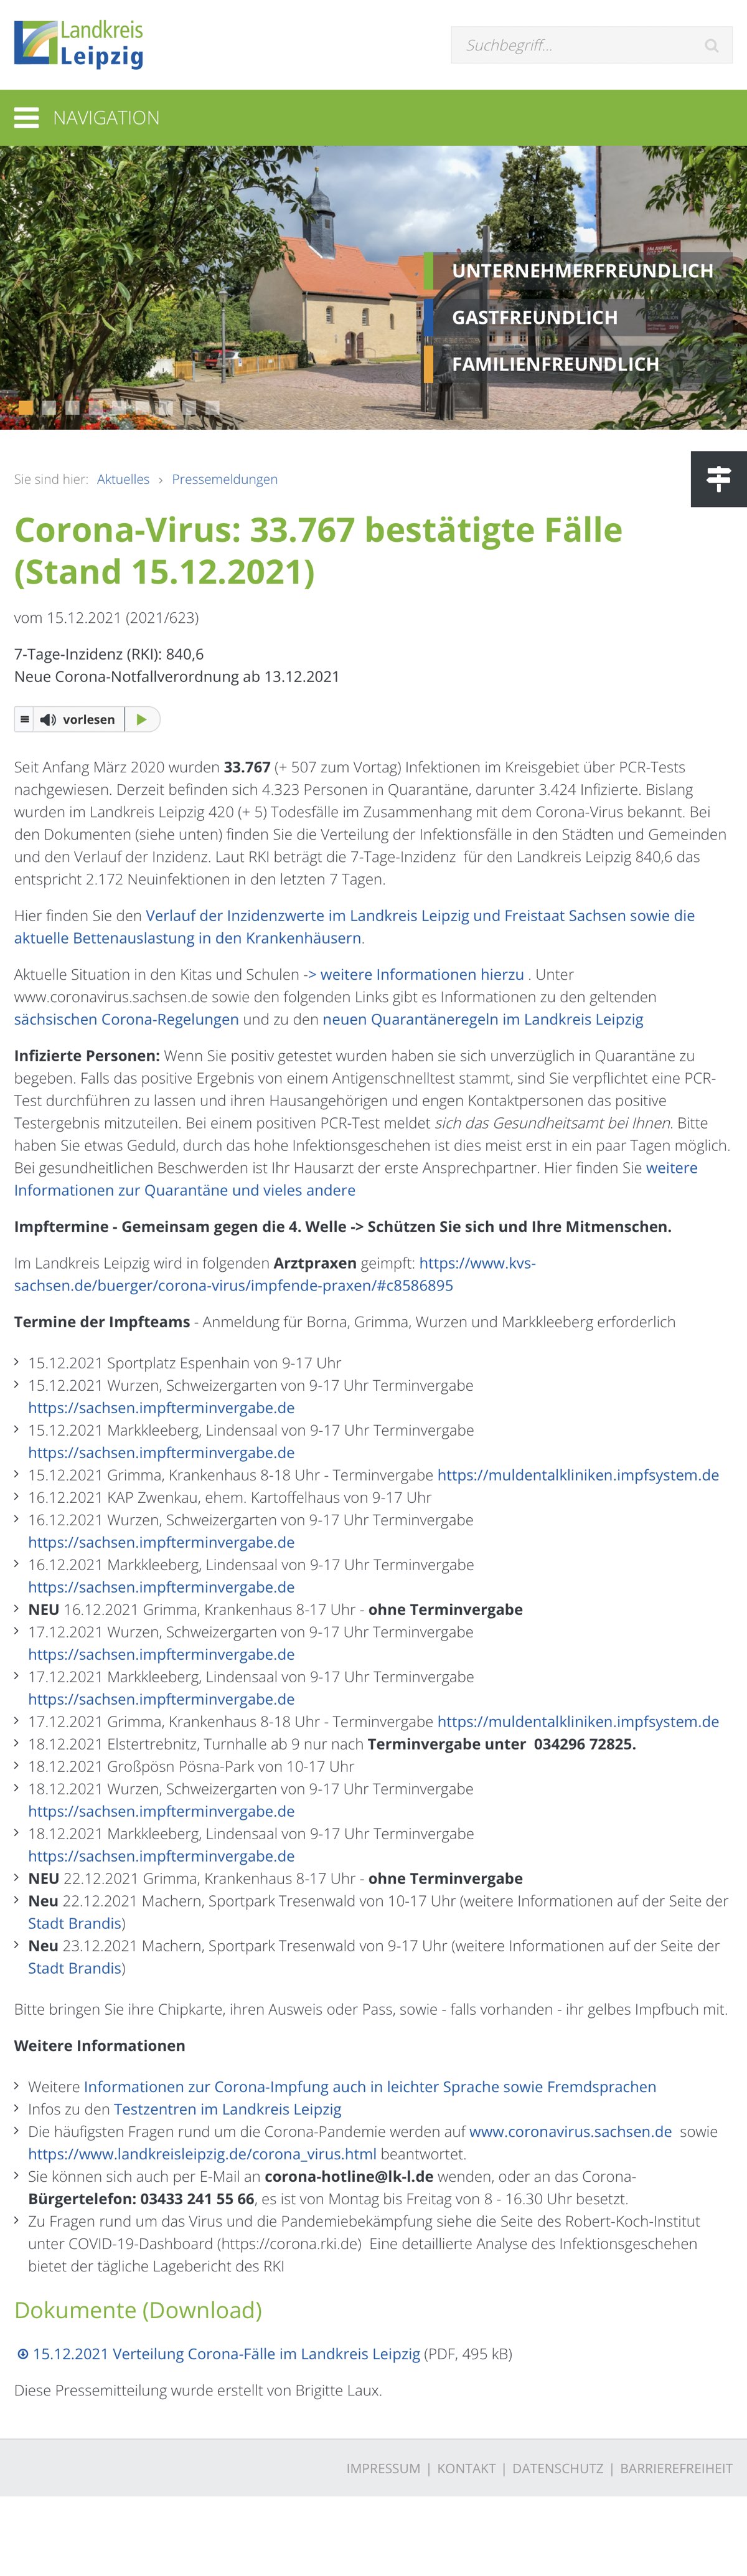 Landkreis
Leipzig
Suchbegriff...
NAVIGATION
UNTERNEHMERFREUNDLICH
GASTFREUNDLICH
FAMILIENFREUNDLICH
Sie sind hier: Aktuelles › Pressemeldungen
Corona-Virus: 33.767 bestätigte Fälle
(Stand 15.12.2021)
vom 15.12.2021 (2021/623)
7-Tage-Inzidenz (RKI): 840,6
Neue Corona-Notfallverordnung ab 13.12.2021
vorlesen
Seit Anfang März 2020 wurden 33.767 (+ 507 zum Vortag) Infektionen im Kreisgebiet über PCR-Tests
nachgewiesen. Derzeit befinden sich 4.323 Personen in Quarantäne, darunter 3.424 Infizierte. Bislang
wurden im Landkreis Leipzig 420 (+ 5) Todesfälle im Zusammenhang mit dem Corona-Virus bekannt. Bei
den Dokumenten (siehe unten) finden Sie die Verteilung der Infektionsfälle in den Städten und Gemeinden
und den Verlauf der Inzidenz. Laut RKI beträgt die 7-Tage-Inzidenz  für den Landkreis Leipzig 840,6 das
entspricht 2.172 Neuinfektionen in den letzten 7 Tagen.
Hier finden Sie den Verlauf der Inzidenzwerte im Landkreis Leipzig und Freistaat Sachsen sowie die
aktuelle Bettenauslastung in den Krankenhäusern.
Aktuelle Situation in den Kitas und Schulen -> weitere Informationen hierzu . Unter
www.coronavirus.sachsen.de sowie den folgenden Links gibt es Informationen zu den geltenden
sächsischen Corona-Regelungen und zu den neuen Quarantäneregeln im Landkreis Leipzig
Infizierte Personen: Wenn Sie positiv getestet wurden haben sie sich unverzüglich in Quarantäne zu
begeben. Falls das positive Ergebnis von einem Antigenschnelltest stammt, sind Sie verpflichtet eine PCR-
Test durchführen zu lassen und ihren Hausangehörigen und engen Kontaktpersonen das positive
Testergebnis mitzuteilen. Bei einem positiven PCR-Test meldet sich das Gesundheitsamt bei Ihnen. Bitte
haben Sie etwas Geduld, durch das hohe Infektionsgeschehen ist dies meist erst in ein paar Tagen möglich.
Bei gesundheitlichen Beschwerden ist Ihr Hausarzt der erste Ansprechpartner. Hier finden Sie weitere
Informationen zur Quarantäne und vieles andere
Impftermine - Gemeinsam gegen die 4. Welle -> Schützen Sie sich und Ihre Mitmenschen.
Im Landkreis Leipzig wird in folgenden Arztpraxen geimpft: https://www.kvs-
sachsen.de/buerger/corona-virus/impfende-praxen/#c8586895
Termine der Impfteams - Anmeldung für Borna, Grimma, Wurzen und Markkleeberg erforderlich
› 15.12.2021 Sportplatz Espenhain von 9-17 Uhr
› 15.12.2021 Wurzen, Schweizergarten von 9-17 Uhr Terminvergabe
https://sachsen.impfterminvergabe.de
› 15.12.2021 Markkleeberg, Lindensaal von 9-17 Uhr Terminvergabe
https://sachsen.impfterminvergabe.de
› 15.12.2021 Grimma, Krankenhaus 8-18 Uhr - Terminvergabe https://muldentalkliniken.impfsystem.de
› 16.12.2021 KAP Zwenkau, ehem. Kartoffelhaus von 9-17 Uhr
› 16.12.2021 Wurzen, Schweizergarten von 9-17 Uhr Terminvergabe
https://sachsen.impfterminvergabe.de
› 16.12.2021 Markkleeberg, Lindensaal von 9-17 Uhr Terminvergabe
https://sachsen.impfterminvergabe.de
› NEU 16.12.2021 Grimma, Krankenhaus 8-17 Uhr - ohne Terminvergabe
› 17.12.2021 Wurzen, Schweizergarten von 9-17 Uhr Terminvergabe
https://sachsen.impfterminvergabe.de
› 17.12.2021 Markkleeberg, Lindensaal von 9-17 Uhr Terminvergabe
https://sachsen.impfterminvergabe.de
› 17.12.2021 Grimma, Krankenhaus 8-18 Uhr - Terminvergabe https://muldentalkliniken.impfsystem.de
› 18.12.2021 Elstertrebnitz, Turnhalle ab 9 nur nach Terminvergabe unter  034296 72825.
› 18.12.2021 Großpösn Pösna-Park von 10-17 Uhr
› 18.12.2021 Wurzen, Schweizergarten von 9-17 Uhr Terminvergabe
https://sachsen.impfterminvergabe.de
› 18.12.2021 Markkleeberg, Lindensaal von 9-17 Uhr Terminvergabe
https://sachsen.impfterminvergabe.de
› NEU 22.12.2021 Grimma, Krankenhaus 8-17 Uhr - ohne Terminvergabe
› Neu 22.12.2021 Machern, Sportpark Tresenwald von 10-17 Uhr (weitere Informationen auf der Seite der
Stadt Brandis)
› Neu 23.12.2021 Machern, Sportpark Tresenwald von 9-17 Uhr (weitere Informationen auf der Seite der
Stadt Brandis)
Bitte bringen Sie ihre Chipkarte, ihren Ausweis oder Pass, sowie - falls vorhanden - ihr gelbes Impfbuch mit.
Weitere Informationen
› Weitere Informationen zur Corona-Impfung auch in leichter Sprache sowie Fremdsprachen
› Infos zu den Testzentren im Landkreis Leipzig
› Die häufigsten Fragen rund um die Corona-Pandemie werden auf www.coronavirus.sachsen.de  sowie
https://www.landkreisleipzig.de/corona_virus.html beantwortet.
› Sie können sich auch per E-Mail an corona-hotline@lk-l.de wenden, oder an das Corona-
Bürgertelefon: 03433 241 55 66, es ist von Montag bis Freitag von 8 - 16.30 Uhr besetzt.
› Zu Fragen rund um das Virus und die Pandemiebekämpfung siehe die Seite des Robert-Koch-Institut
unter COVID-19-Dashboard (https://corona.rki.de)  Eine detaillierte Analyse des Infektionsgeschehen
bietet der tägliche Lagebericht des RKI
Dokumente (Download)
15.12.2021 Verteilung Corona-Fälle im Landkreis Leipzig (PDF, 495 kB)
Diese Pressemitteilung wurde erstellt von Brigitte Laux.
IMPRESSUM | KONTAKT | DATENSCHUTZ | BARRIEREFREIHEIT